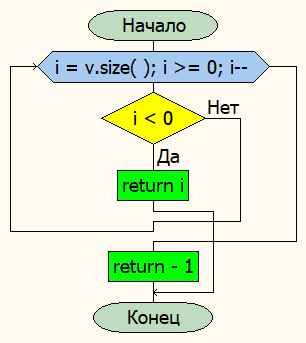 Начало
i = v.size( ); i >= 0; i--
i < 0
Нет
Да
return i
return - 1
Конец